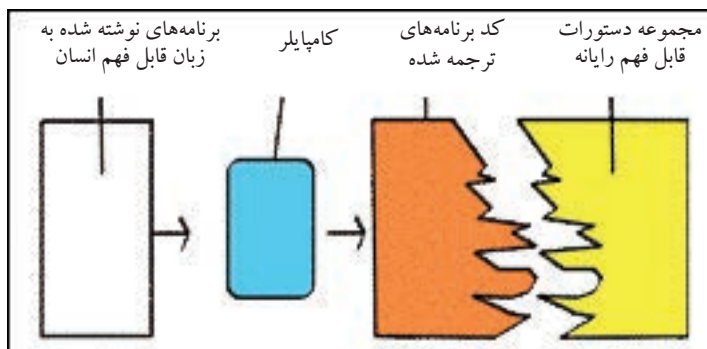 مجموعه دستورات
قابل فهم رایانه
کد برنامه‌های
ترجمه شده
کامپایلر
برنامه‌های نوشته شده به
زبان قابل فهم انسان